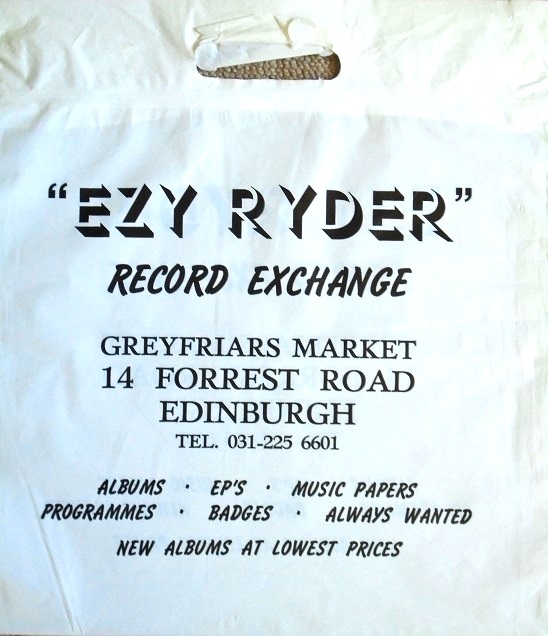 “EZY RYDER”
RECORD EXCHANGE
GREYFRIARS MARKET
14 FORREST ROAD
EDINBURGH
TEL. 031-225 6601
ALBUMS · EP'S · MUSIC PAPERS
PROGRAMMES · BADGES · ALWAYS WANTED
NEW ALBUMS AT LOWEST PRICES